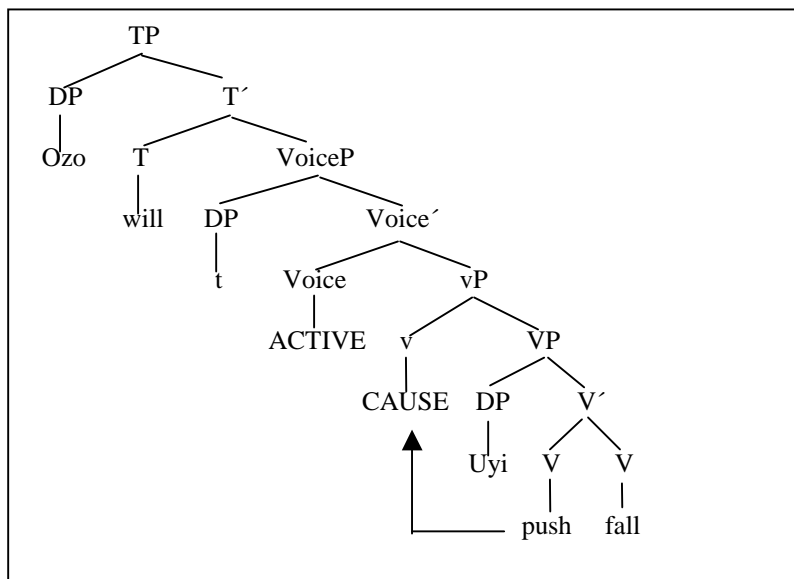 TP
DP T´
Ozo T VoiceP
will DP Voice´
t Voice vP
ACTIVE v VP
CAUSE DP V´
Uyi V V
push fall